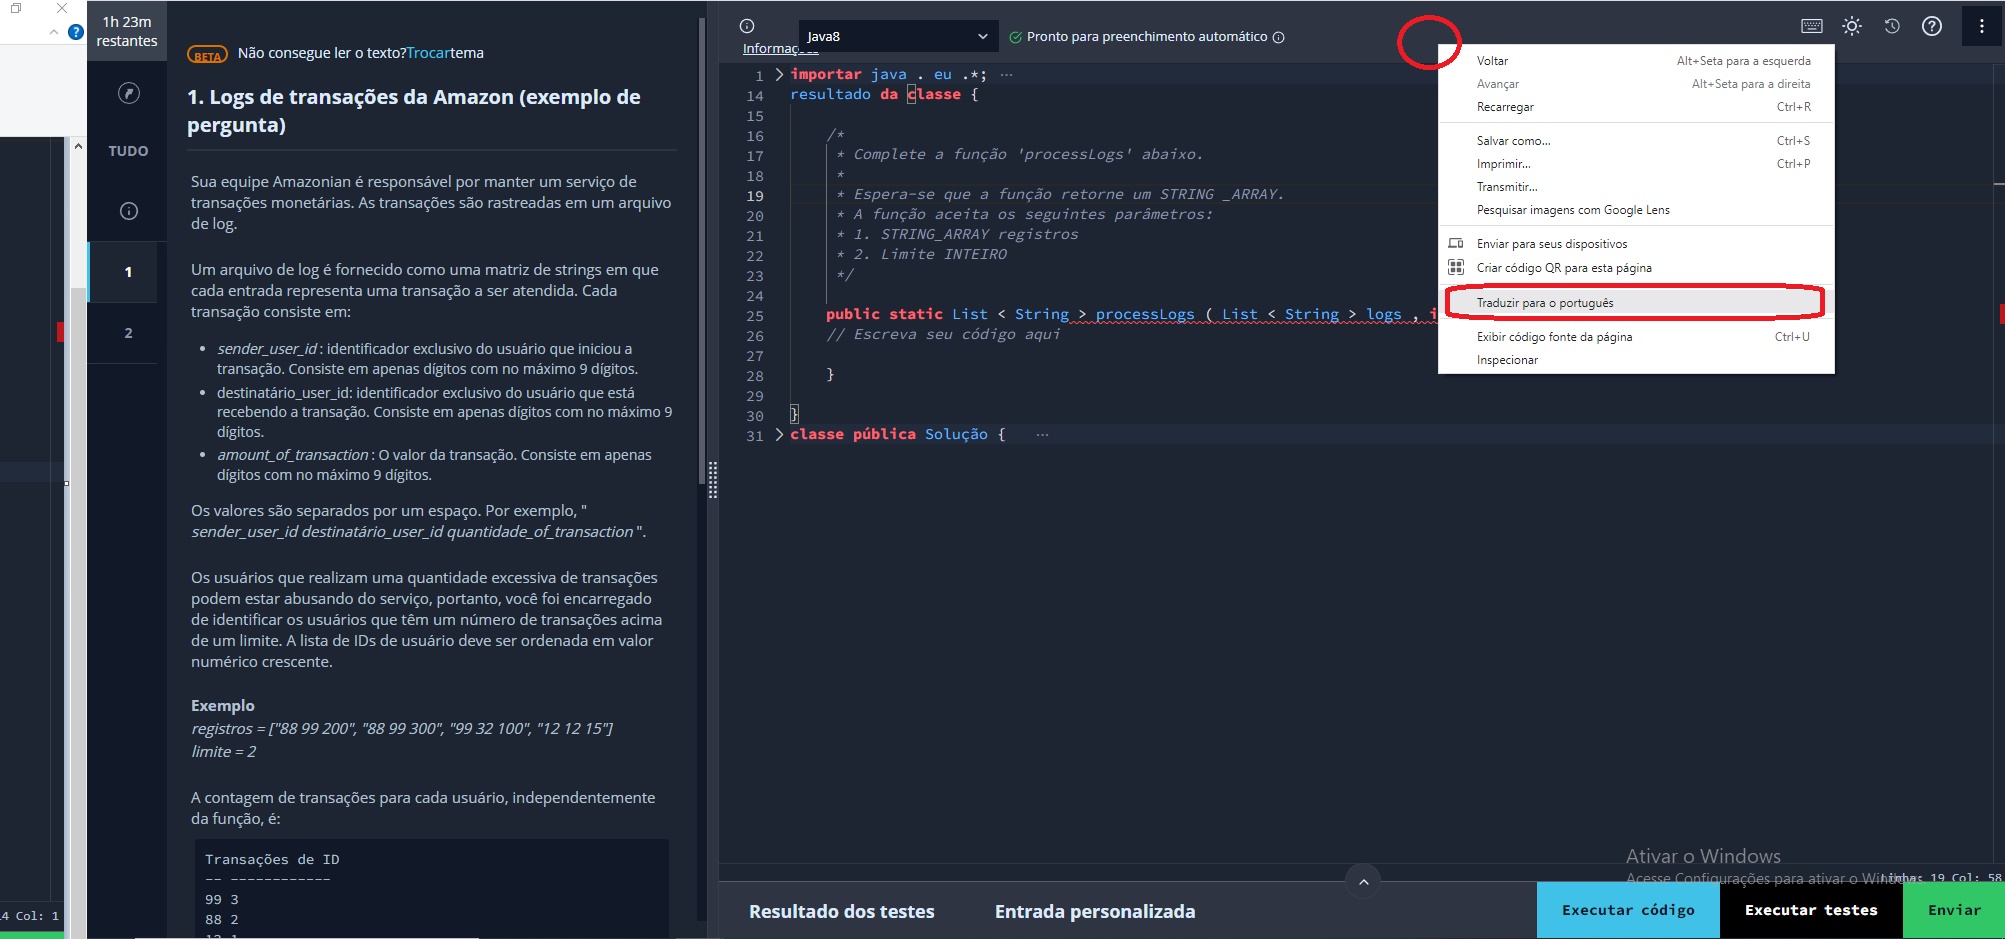 1h 23m
restantes
TUDO
1
2
4 Col: 1
BETA Não consegue ler o texto?Trocartema
1. Logs de transações da Amazon (exemplo de
pergunta)
Sua equipe Amazonian é responsável por manter um serviço de
transações monetárias. As transações são rastreadas em um arquivo
de log.
Um arquivo de log é fornecido como uma matriz de strings em que
cada entrada representa uma transação a ser atendida. Cada
transação consiste em:
• sender_user_id : identificador exclusivo do usuário que iniciou a
transação. Consiste em apenas dígitos com no máximo 9 dígitos.
• destinatário_user_id: identificador exclusivo do usuário que está
recebendo a transação. Consiste em apenas dígitos com no máximo 9
dígitos.
• amount_of_transaction : O valor da transação. Consiste em apenas
dígitos com no máximo 9 dígitos.
Os valores são separados por um espaço. Por exemplo, "
sender_user_id destinatário_user_id quantidade_of_transaction ".
Os usuários que realizam uma quantidade excessiva de transações
podem estar abusando do serviço, portanto, você foi encarregado
de identificar os usuários que têm um número de transações acima
de um limite. A lista de IDs de usuário deve ser ordenada em valor
numérico crescente.
Exemplo
registros = ["88 99 200", "88 99 300", "99 32 100", "12 12 15"]
limite = 2
A contagem de transações para cada usuário, independentemente
da função, é:
Transações de ID
-- ------------
99 3
88 2
12 1
Informaç
Java8
Pronto para preenchimento automático
1 importar java . eu .*; ...
14 resultado da classe {
15
16 /*
17 * Complete a função 'processLogs' abaixo.
18 *
19 * Espera-se que a função retorne um STRING _ARRAY.
20 * A função aceita os seguintes parâmetros:
21 * 1. STRING_ARRAY registros
22 * 2. Limite INTEIRO
23 */
24
25 public static List < String > processLogs ( List < String > logs , i
26 // Escreva seu código aqui
27
28 }
29
30 }
31 classe pública Solução { ...
Voltar Alt+Seta para a esquerda
Avançar Alt+Seta para a direita
Recarregar Ctrl+R
Salvar como... Ctrl+S
Imprimir... Ctrl+P
Transmitir...
Pesquisar imagens com Google Lens
Enviar para seus dispositivos
Criar código QR para esta página
Traduzir para o português
Exibir código fonte da página Ctrl+U
Inspecionar
Ativar o Windows
Acesse Configurações para ativar o Windows.
Linha: 19 Col: 58
Resultado dos testes
Entrada personalizada
Executar código
Executar testes
Enviar